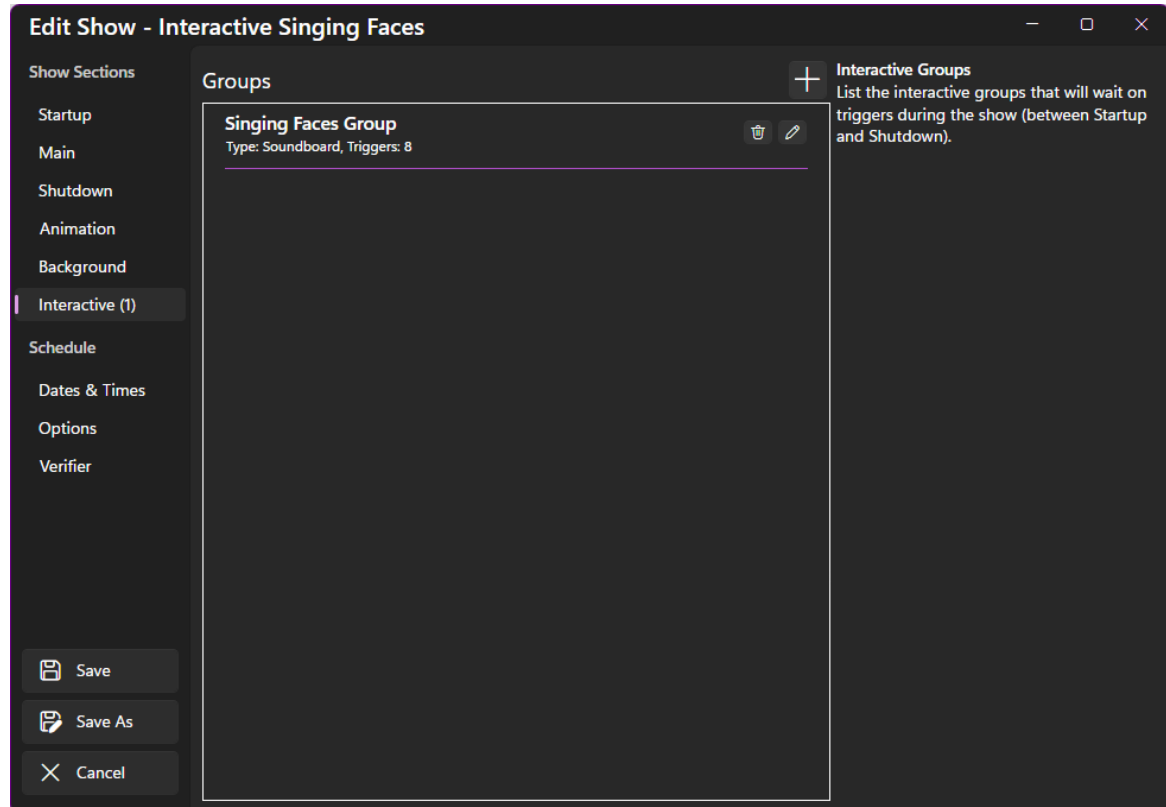 Edit Show - Interactive Singing Faces
Show Sections
Startup
Main
Shutdown
Animation
Background
Interactive (1)
Schedule
Dates & Times
Options
Verifier
Save
Save As
Cancel
Groups
Singing Faces Group
Type: Soundboard, Triggers: 8
Interactive Groups
List the interactive groups that will wait on
triggers during the show (between Startup
and Shutdown).